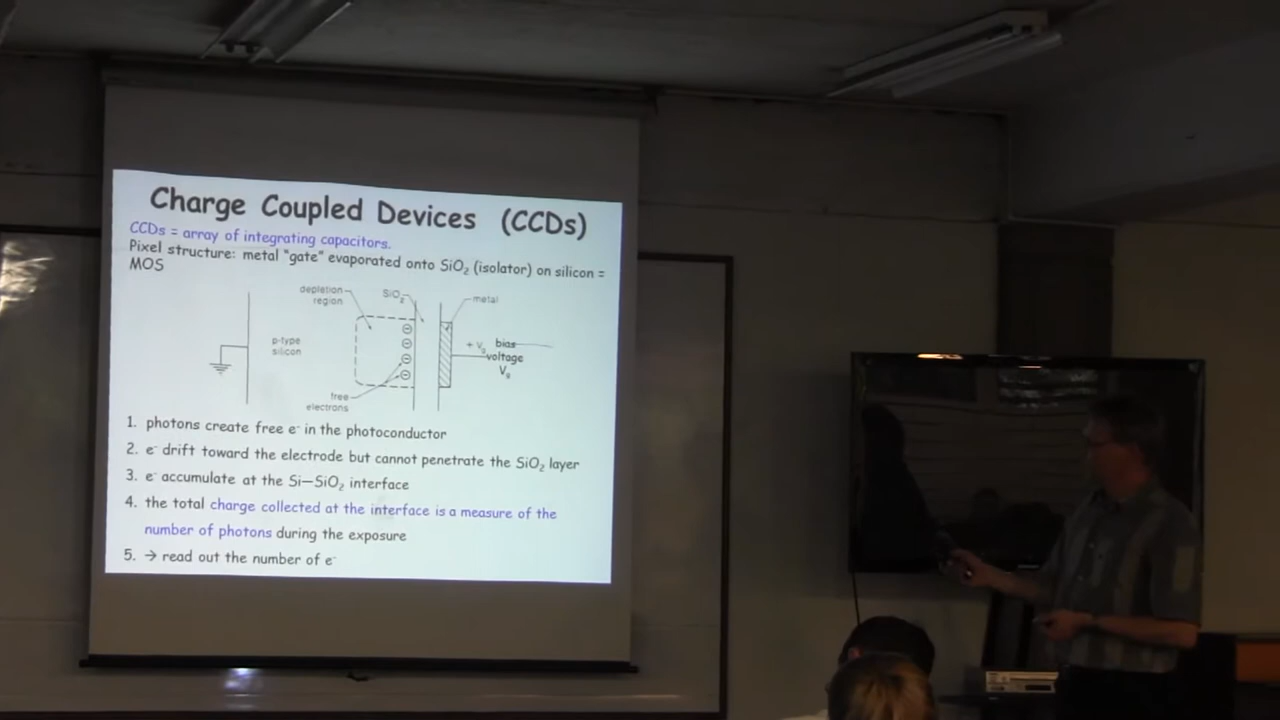 Charge Coupled Devices (CCDs)
CCDs = array of integrating capacitors.
Pixel structure: metal "gate" evaporated onto SiO₂ (isolator) on silicon =
MOS
depletion
region
SiO₂
metal
p-type
silicon
+ Vg
bias
voltage
Vg
free
electrons
1. photons create free e⁻ in the photoconductor
2. e⁻ drift toward the electrode but cannot penetrate the SiO₂ layer
3. e⁻ accumulate at the Si—SiO₂ interface
4. the total charge collected at the interface is a measure of the
number of photons during the exposure
5. → read out the number of e⁻